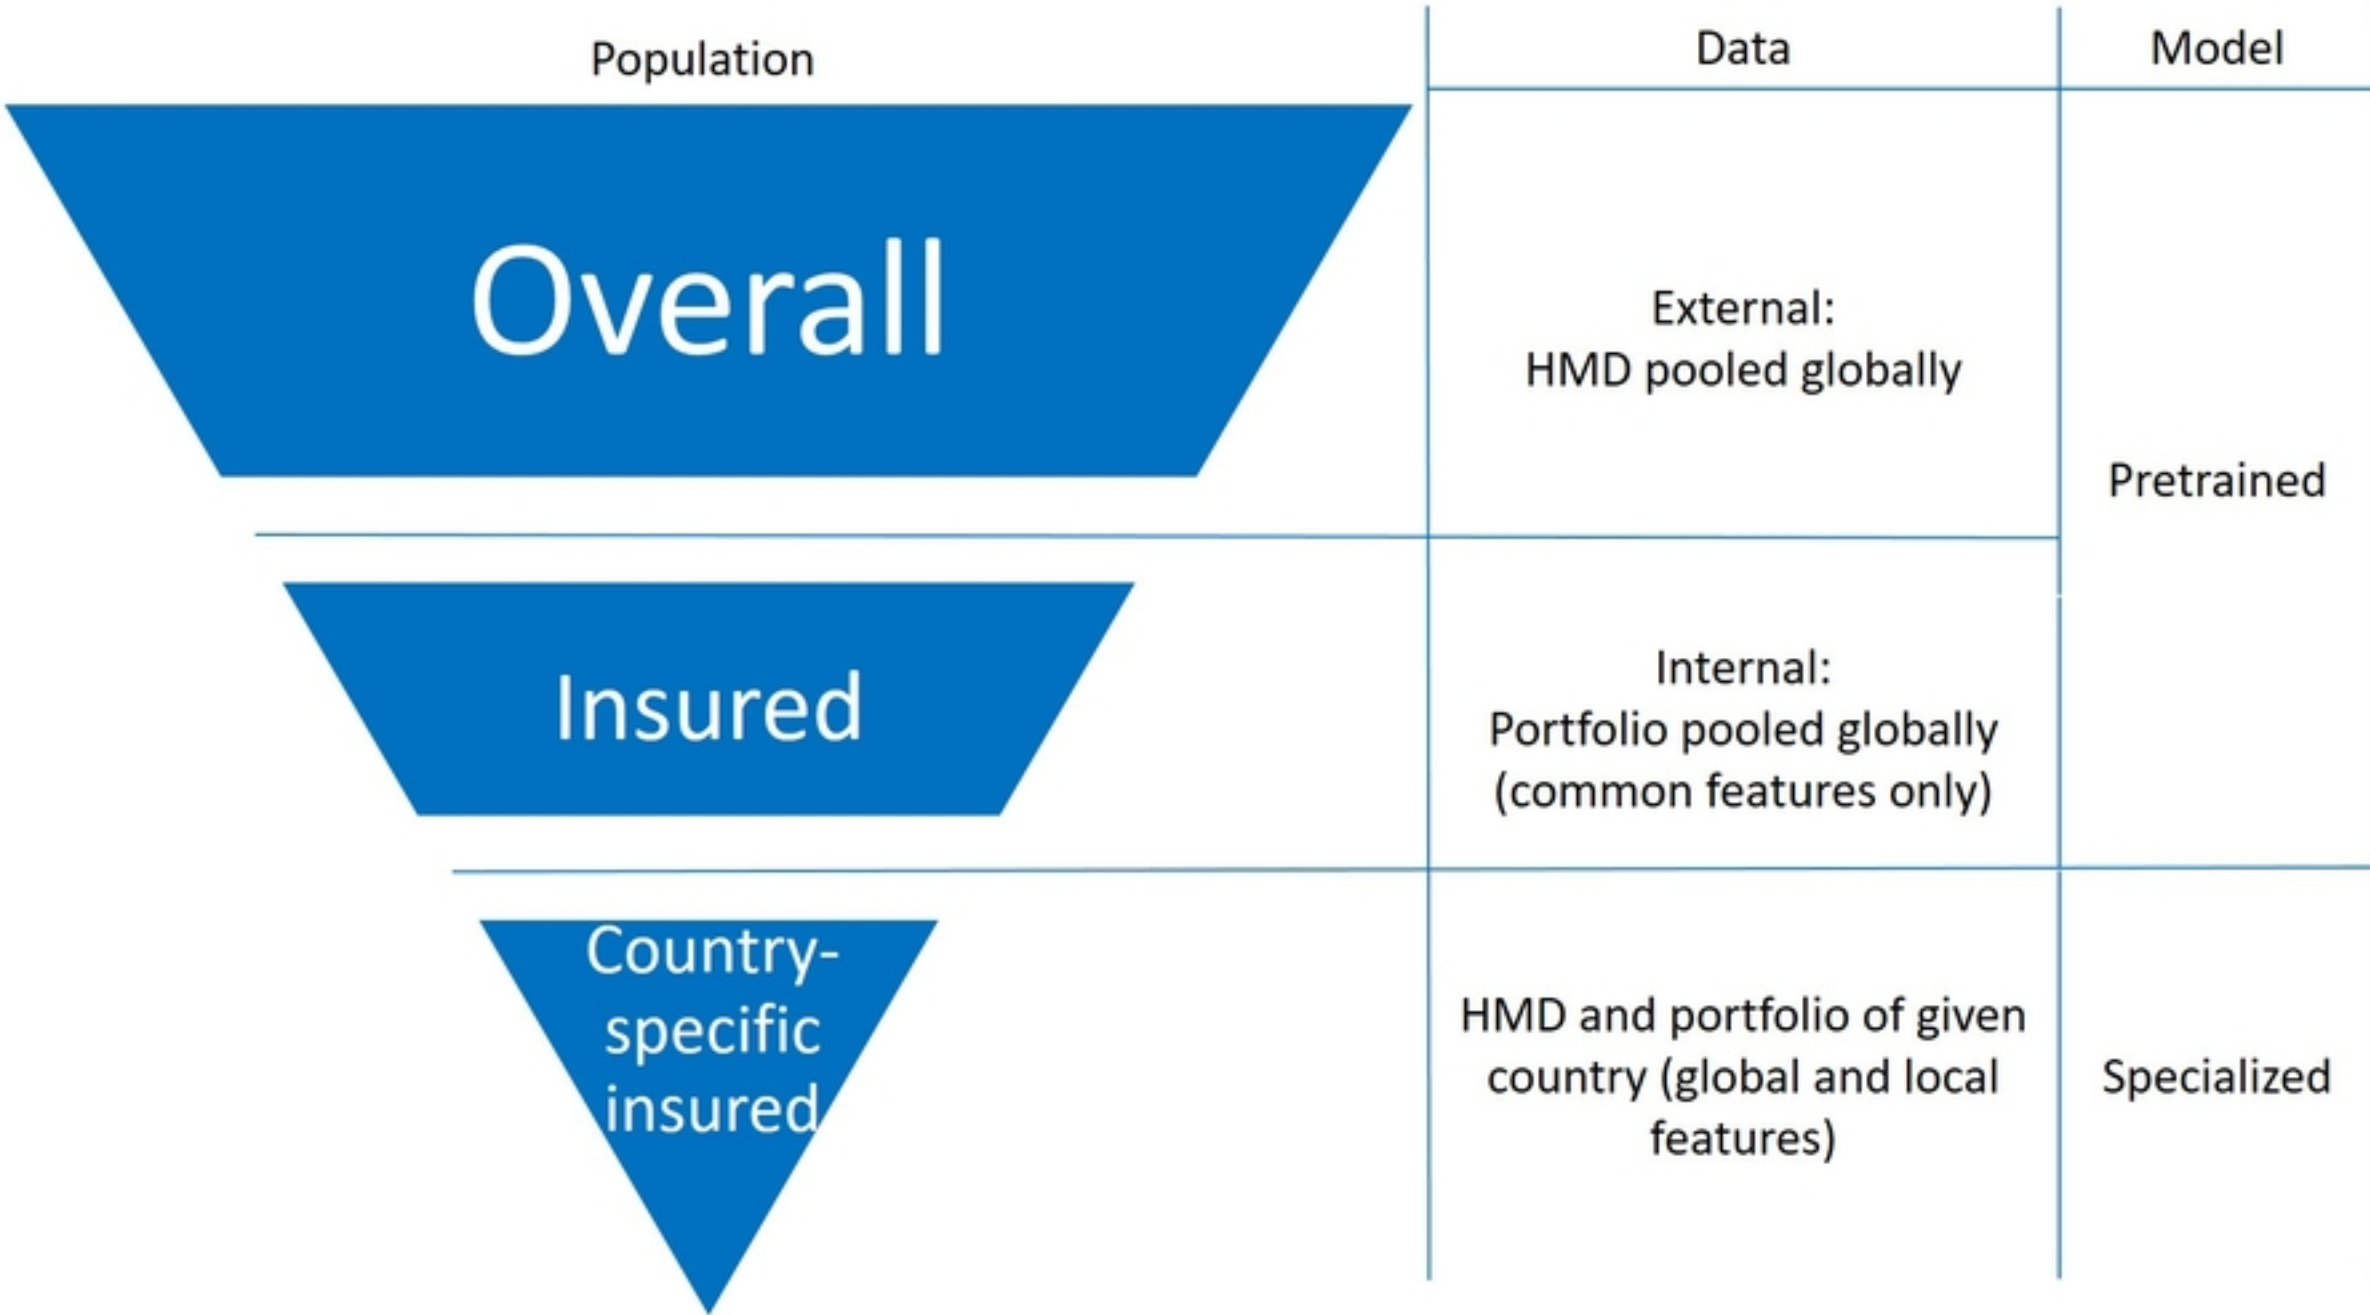 Population
Data
Model
Overall
External:
HMD pooled globally
Pretrained
Insured
Internal:
Portfolio pooled globally
(common features only)
Country-
specific
insured
HMD and portfolio of given
country (global and local
features)
Specialized